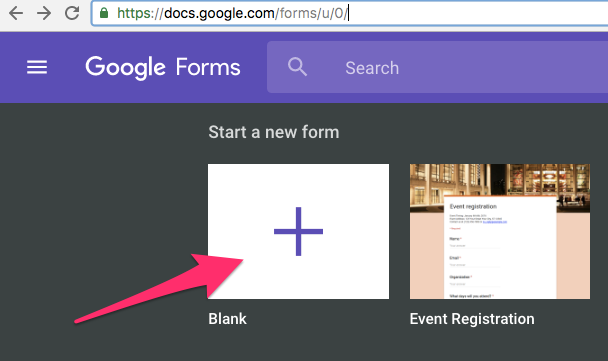 https://docs.google.com/forms/u/0/
Google Forms
Search
Start a new form
Event registration
Name *
Email *
Organization *
What days will you attend? *
Blank
Event Registration